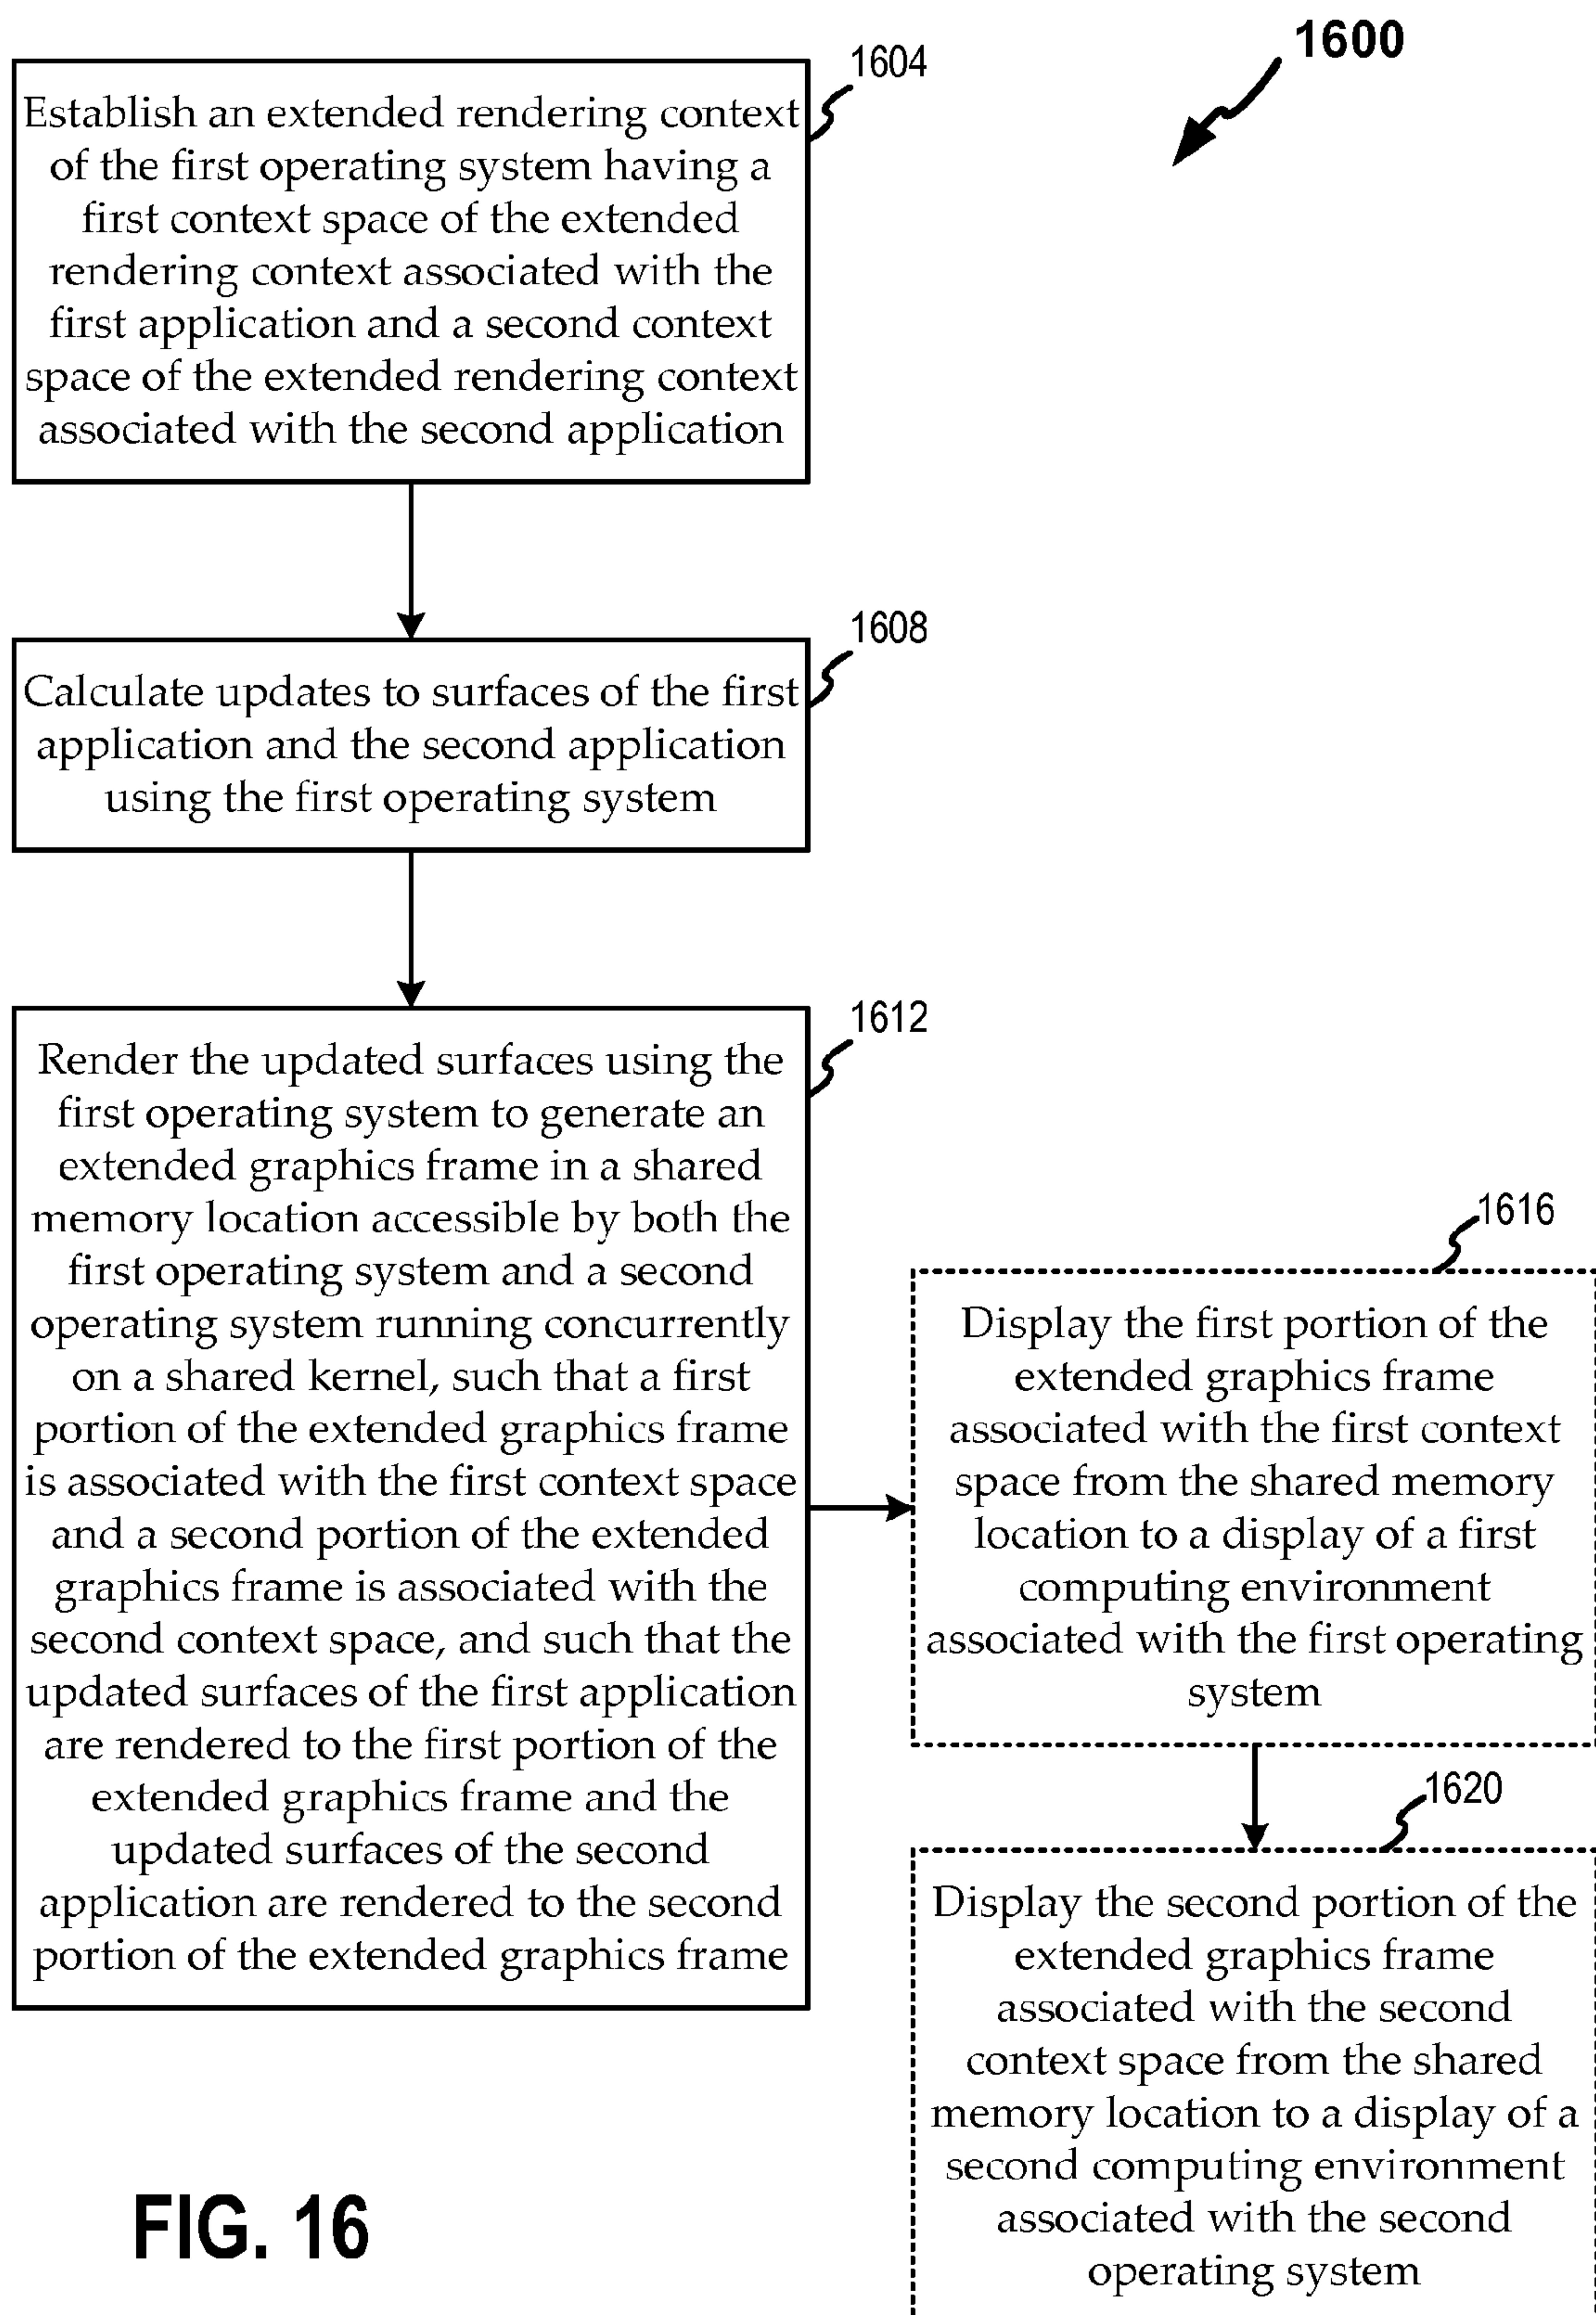 1600
1604
Establish an extended rendering context
of the first operating system having a
first context space of the extended
rendering context associated with the
first application and a second context
space of the extended rendering context
associated with the second application
1608
Calculate updates to surfaces of the first
application and the second application
using the first operating system
1612
Render the updated surfaces using the
first operating system to generate an
extended graphics frame in a shared
memory location accessible by both the
first operating system and a second
operating system running concurrently
on a shared kernel, such that a first
portion of the extended graphics frame
is associated with the first context space
and a second portion of the extended
graphics frame is associated with the
second context space, and such that the
updated surfaces of the first application
are rendered to the first portion of the
extended graphics frame and the
updated surfaces of the second
application are rendered to the second
portion of the extended graphics frame
1616
Display the first portion of the
extended graphics frame
associated with the first context
space from the shared memory
location to a display of a first
computing environment
associated with the first operating
system
1620
Display the second portion of the
extended graphics frame
associated with the second
context space from the shared
memory location to a display of a
second computing environment
associated with the second
operating system
FIG. 16